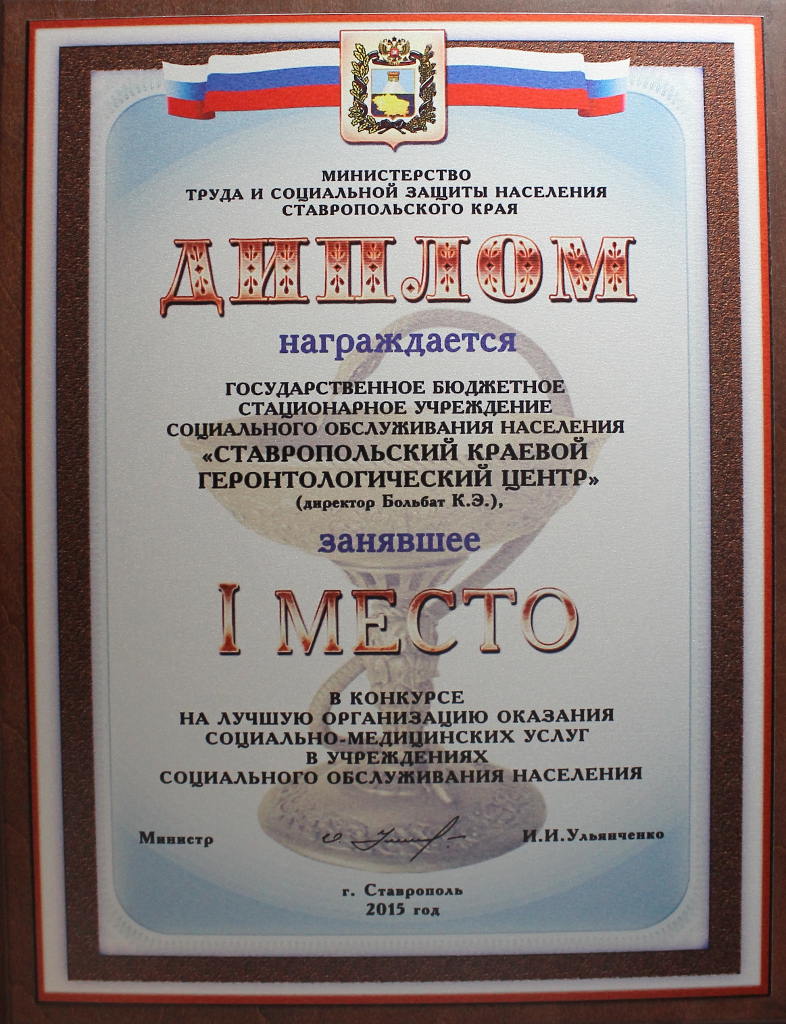 МИНИСТЕРСТВО
ТРУДА И СОЦИАЛЬНОЙ ЗАЩИТЫ НАСЕЛЕНИЯ
СТАВРОПОЛЬСКОГО КРАЯ
ДИПЛОМ
награждается
ГОСУДАРСТВЕННОЕ БЮДЖЕТНОЕ
СТАЦИОНАРНОЕ УЧРЕЖДЕНИЕ
СОЦИАЛЬНОГО ОБСЛУЖИВАНИЯ НАСЕЛЕНИЯ
«СТАВРОПОЛЬСКИЙ КРАЕВОЙ
ГЕРОНТОЛОГИЧЕСКИЙ ЦЕНТР»
(директор Больбат К.Э.),
занявшее
I МЕСТО
В КОНКУРСЕ
НА ЛУЧШУЮ ОРГАНИЗАЦИЮ ОКАЗАНИЯ
СОЦИАЛЬНО-МЕДИЦИНСКИХ УСЛУГ
В УЧРЕЖДЕНИЯХ
СОЦИАЛЬНОГО ОБСЛУЖИВАНИЯ НАСЕЛЕНИЯ
Министр И.И.Ульянченко
г. Ставрополь
2015 год